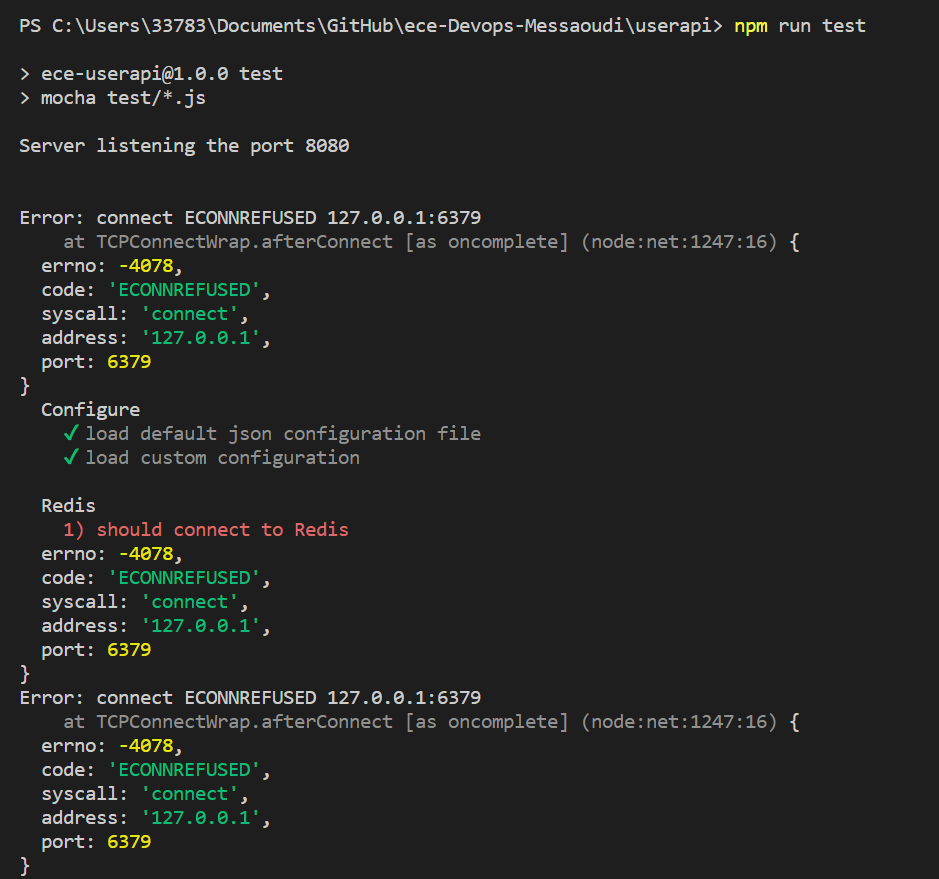 PS C:\Users\33783\Documents\GitHub\ece-Devops-Messaoudi\userapi> npm run test
> ece-userapi@1.0.0 test
> mocha test/*.js
Server listening the port 8080
Error: connect ECONNREFUSED 127.0.0.1:6379
    at TCPConnectWrap.afterConnect [as oncomplete] (node:net:1247:16) {
  errno: -4078,
  code: 'ECONNREFUSED',
  syscall: 'connect',
  address: '127.0.0.1',
  port: 6379
}
  Configure
    ✓ load default json configuration file
    ✓ load custom configuration
  Redis
    1) should connect to Redis
  errno: -4078,
  code: 'ECONNREFUSED',
  syscall: 'connect',
  address: '127.0.0.1',
  port: 6379
}
Error: connect ECONNREFUSED 127.0.0.1:6379
    at TCPConnectWrap.afterConnect [as oncomplete] (node:net:1247:16) {
  errno: -4078,
  code: 'ECONNREFUSED',
  syscall: 'connect',
  address: '127.0.0.1',
  port: 6379
}